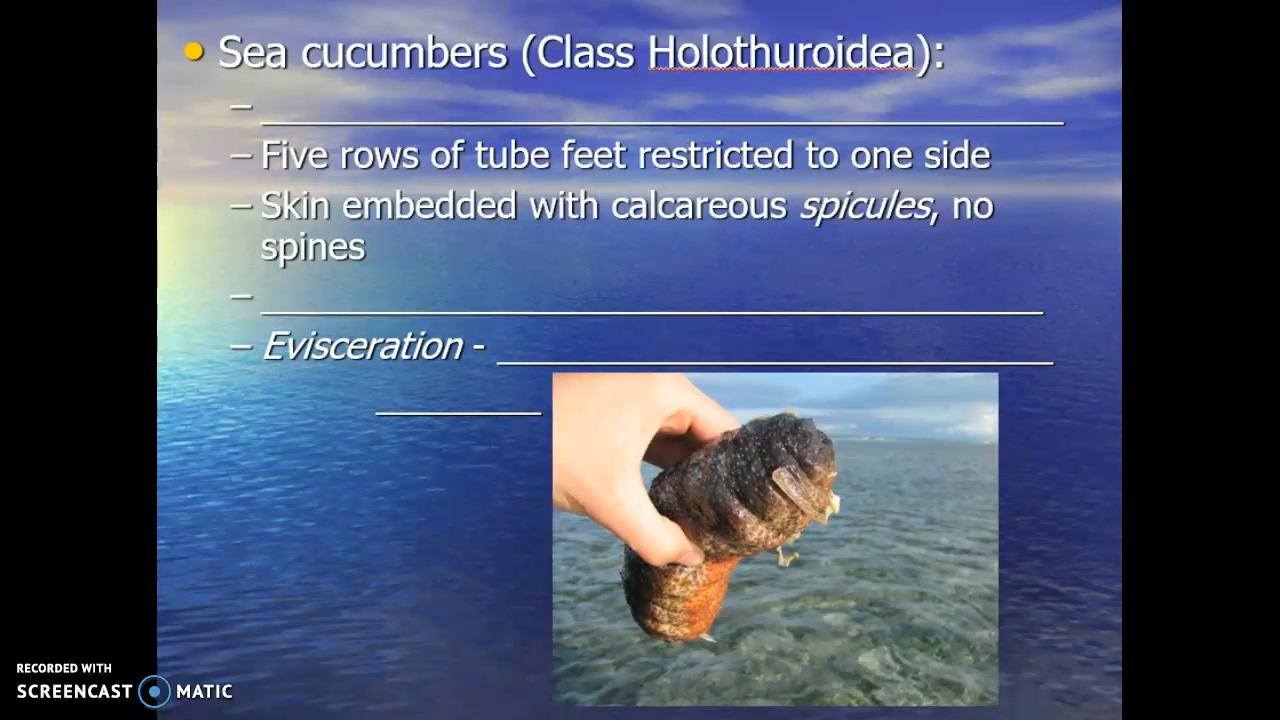 Sea cucumbers (Class Holothuroidea):
–
– Five rows of tube feet restricted to one side
– Skin embedded with calcareous spicules, no
spines
–
– Evisceration -
RECORDED WITH
SCREENCAST MATIC